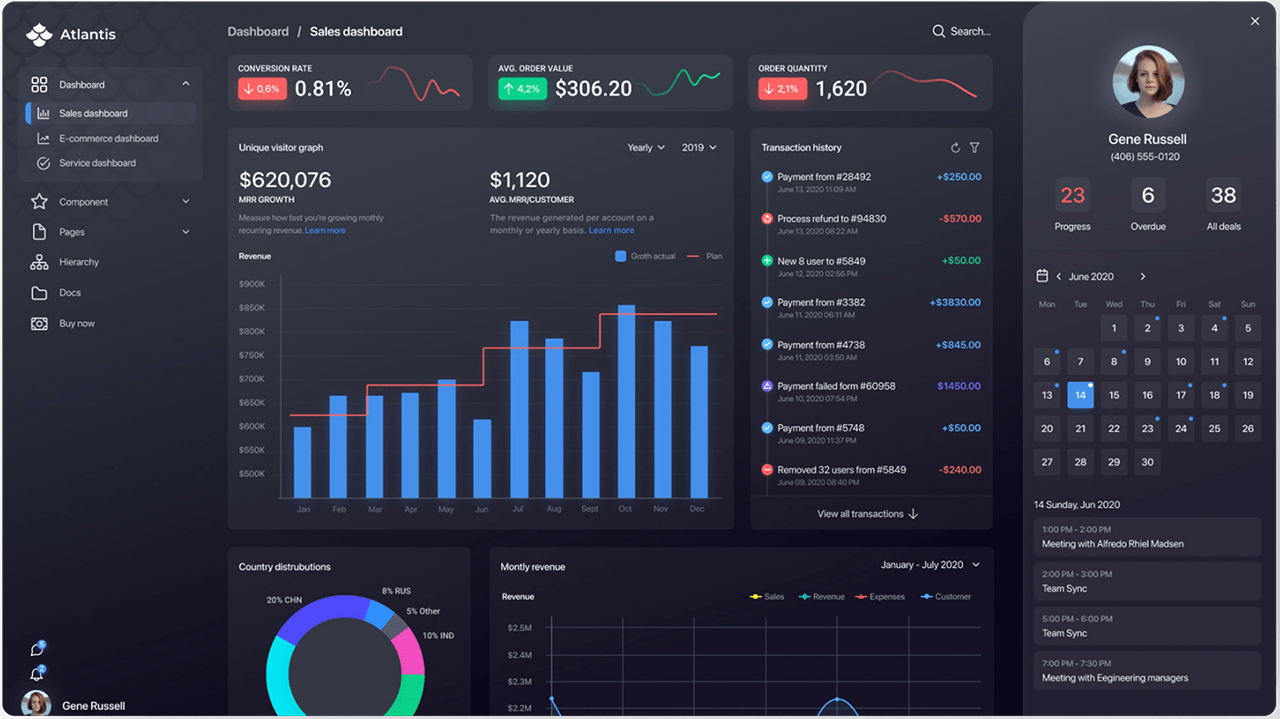 Atlantis
Dashboard
Sales dashboard
E-commerce dashboard
Service dashboard
Component
Pages
Hierarchy
Docs
Buy now
6
2
Gene Russell
Dashboard / Sales dashboard
Search...
CONVERSION RATE
0,6% 0.81%
AVG. ORDER VALUE
4,2% $306.20
ORDER QUANTITY
2,1% 1,620
Unique visitor graph
Yearly 2019
$620,076
MRR GROWTH
Measure how fast you're growing mothly
recurring revenue. Learn more
$1,120
AVG. MRR/CUSTOMER
The revenue generated per account on a
monthly or yearly basis. Learn more
Revenue
Groth actual Plan
$900K
$850K
$800K
$750K
$700K
$650K
$600K
$550K
$500K
Jan Feb Mar Apr May Jun Jul Aug Sept Oct Nov Dec
Transaction history
Payment from #28492 +$250.00
June 13, 2020 11:09 AM
Process refund to #94830 -$570.00
June 13, 2020 08:22 AM
New 8 user to #5849 +$50.00
June 12, 2020 02:56 PM
Payment from #3382 +$3830.00
June 11, 2020 06:11 AM
Payment from #4738 +$845.00
June 11, 2020 03:50 AM
Payment failed form #60958 $1450.00
June 10, 2020 07:54 PM
Payment from #5748 +$50.00
June 09, 2020 11:37 PM
Removed 32 users from #5849 -$240.00
June 09, 2020 08:40 PM
View all transactions
Country distrubutions
20% CHN
8% RUS
5% Other
10% IND
Montly revenue
January - July 2020
Revenue
Sales Revenue Expenses Customer
$2.5M
$2.4M
$2.3M
$2.2M
Gene Russell
(406) 555-0120
23 6 38
Progress Overdue All deals
June 2020
Mon Tue Wed Thu Fri Sat Sun
1 2 3 4 5
6 7 8 9 10 11 12
13 14 15 16 17 18 19
20 21 22 23 24 25 26
27 28 29 30
14 Sunday, Jun 2020
1:00 PM - 2:00 PM
Meeting with Alfredo Rhiel Madsen
2:00 PM - 3:00 PM
Team Sync
5:00 PM - 6:00 PM
Team Sync
7:00 PM - 7:30 PM
Meeting with Eegineering managers